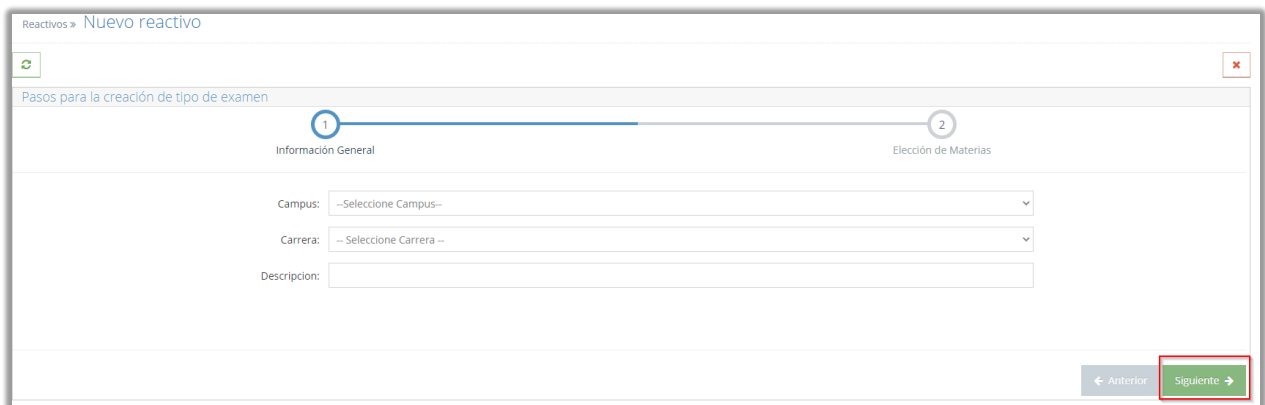 Reactivos » Nuevo reactivo
Pasos para la creación de tipo de examen
1
2
Información General
Elección de Materias
Campus:
--Seleccione Campus--
Carrera:
-- Seleccione Carrera --
Descripcion:
Anterior
Siguiente